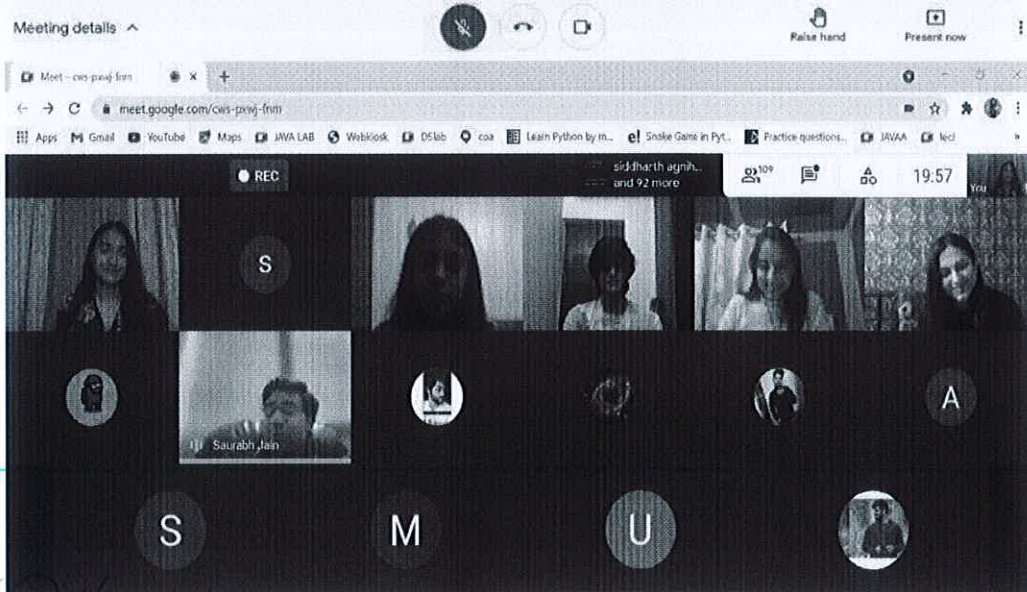 Meeting details
Raise hand
Present now
Meet – cws-pxwj-fnm
meet.google.com/cws-pxwj-fnm
Apps
Gmail
YouTube
Maps
JAVA LAB
Webkiosk
DSlab
coa
Learn Python by m...
Snake Game in Pyt...
Practice questions...
JAVAA
lecl
REC
siddharth agnih...
and 92 more
109
19:57
You
S
Saurabh Jain
A
S
M
U